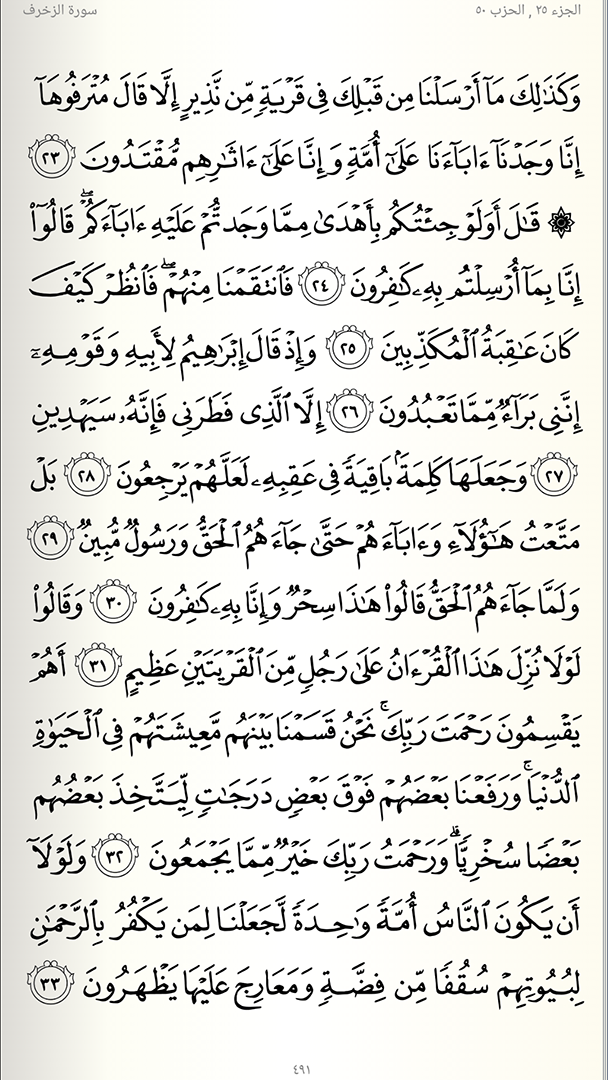 الجزء ٢٥ , الحزب ٥٠
سورة الزخرف
وَكَذَٰلِكَ مَآ أَرْسَلْنَا مِن قَبْلِكَ فِى قَرْيَةٍ مِّن نَّذِيرٍ إِلَّا قَالَ مُتْرَفُوهَآ
إِنَّا وَجَدْنَآ ءَابَآءَنَا عَلَىٰٓ أُمَّةٍ وَإِنَّا عَلَىٰٓ ءَاثَٰرِهِم مُّقْتَدُونَ ٢٣
۞ قَٰلَ أَوَلَوْ جِئْتُكُم بِأَهْدَىٰ مِمَّا وَجَدتُّمْ عَلَيْهِ ءَابَآءَكُمْ ۖ قَالُوٓا۟
إِنَّا بِمَآ أُرْسِلْتُم بِهِۦ كَٰفِرُونَ ٢٤ فَٱنتَقَمْنَا مِنْهُمْ ۖ فَٱنظُرْ كَيْفَ
كَانَ عَٰقِبَةُ ٱلْمُكَذِّبِينَ ٢٥ وَإِذْ قَالَ إِبْرَٰهِيمُ لِأَبِيهِ وَقَوْمِهِۦٓ
إِنَّنِى بَرَآءٌ مِّمَّا تَعْبُدُونَ ٢٦ إِلَّا ٱلَّذِى فَطَرَنِى فَإِنَّهُۥ سَيَهْدِينِ
٢٧ وَجَعَلَهَا كَلِمَةًۢ بَاقِيَةً فِى عَقِبِهِۦ لَعَلَّهُمْ يَرْجِعُونَ ٢٨ بَلْ
مَتَّعْتُ هَٰٓؤُلَآءِ وَءَابَآءَهُمْ حَتَّىٰ جَآءَهُمُ ٱلْحَقُّ وَرَسُولٌ مُّبِينٌ ٢٩
وَلَمَّا جَآءَهُمُ ٱلْحَقُّ قَالُوا۟ هَٰذَا سِحْرٌ وَإِنَّا بِهِۦ كَٰفِرُونَ ٣٠ وَقَالُوا۟
لَوْلَا نُزِّلَ هَٰذَا ٱلْقُرْءَانُ عَلَىٰ رَجُلٍ مِّنَ ٱلْقَرْيَتَيْنِ عَظِيمٍ ٣١ أَهُمْ
يَقْسِمُونَ رَحْمَتَ رَبِّكَ ۚ نَحْنُ قَسَمْنَا بَيْنَهُم مَّعِيشَتَهُمْ فِى ٱلْحَيَوٰةِ
ٱلدُّنْيَا ۚ وَرَفَعْنَا بَعْضَهُمْ فَوْقَ بَعْضٍ دَرَجَٰتٍ لِّيَتَّخِذَ بَعْضُهُم
بَعْضًا سُخْرِيًّا ۗ وَرَحْمَتُ رَبِّكَ خَيْرٌ مِّمَّا يَجْمَعُونَ ٣٢ وَلَوْلَآ
أَن يَكُونَ ٱلنَّاسُ أُمَّةً وَٰحِدَةً لَّجَعَلْنَا لِمَن يَكْفُرُ بِٱلرَّحْمَٰنِ
لِبُيُوتِهِمْ سُقُفًا مِّن فِضَّةٍ وَمَعَارِجَ عَلَيْهَا يَظْهَرُونَ ٣٣
٤٩١